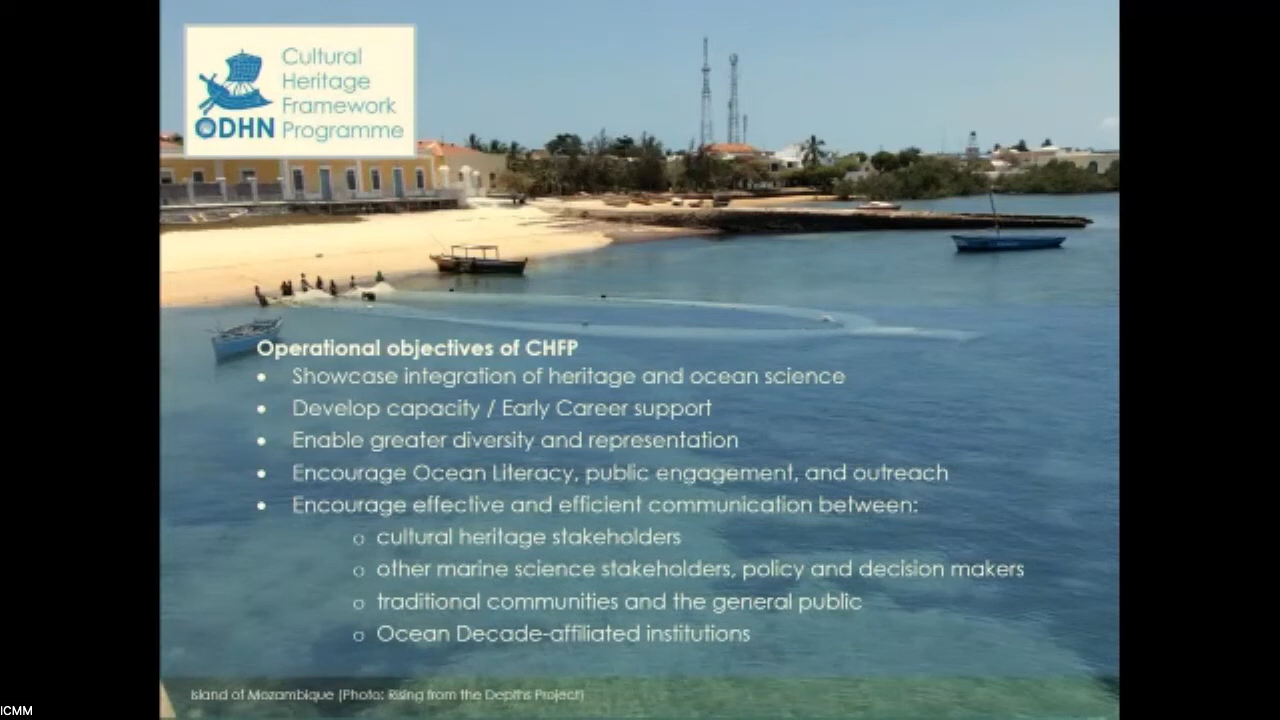 Cultural
Heritage
Framework
Programme
ODHN
Operational objectives of CHFP
• Showcase integration of heritage and ocean science
• Develop capacity / Early Career support
• Enable greater diversity and representation
• Encourage Ocean Literacy, public engagement, and outreach
• Encourage effective and efficient communication between:
o cultural heritage stakeholders
o other marine science stakeholders, policy and decision makers
o traditional communities and the general public
o Ocean Decade-affiliated institutions
Island of Mozambique (Photo: Rising from the Depths Project)
ICMM